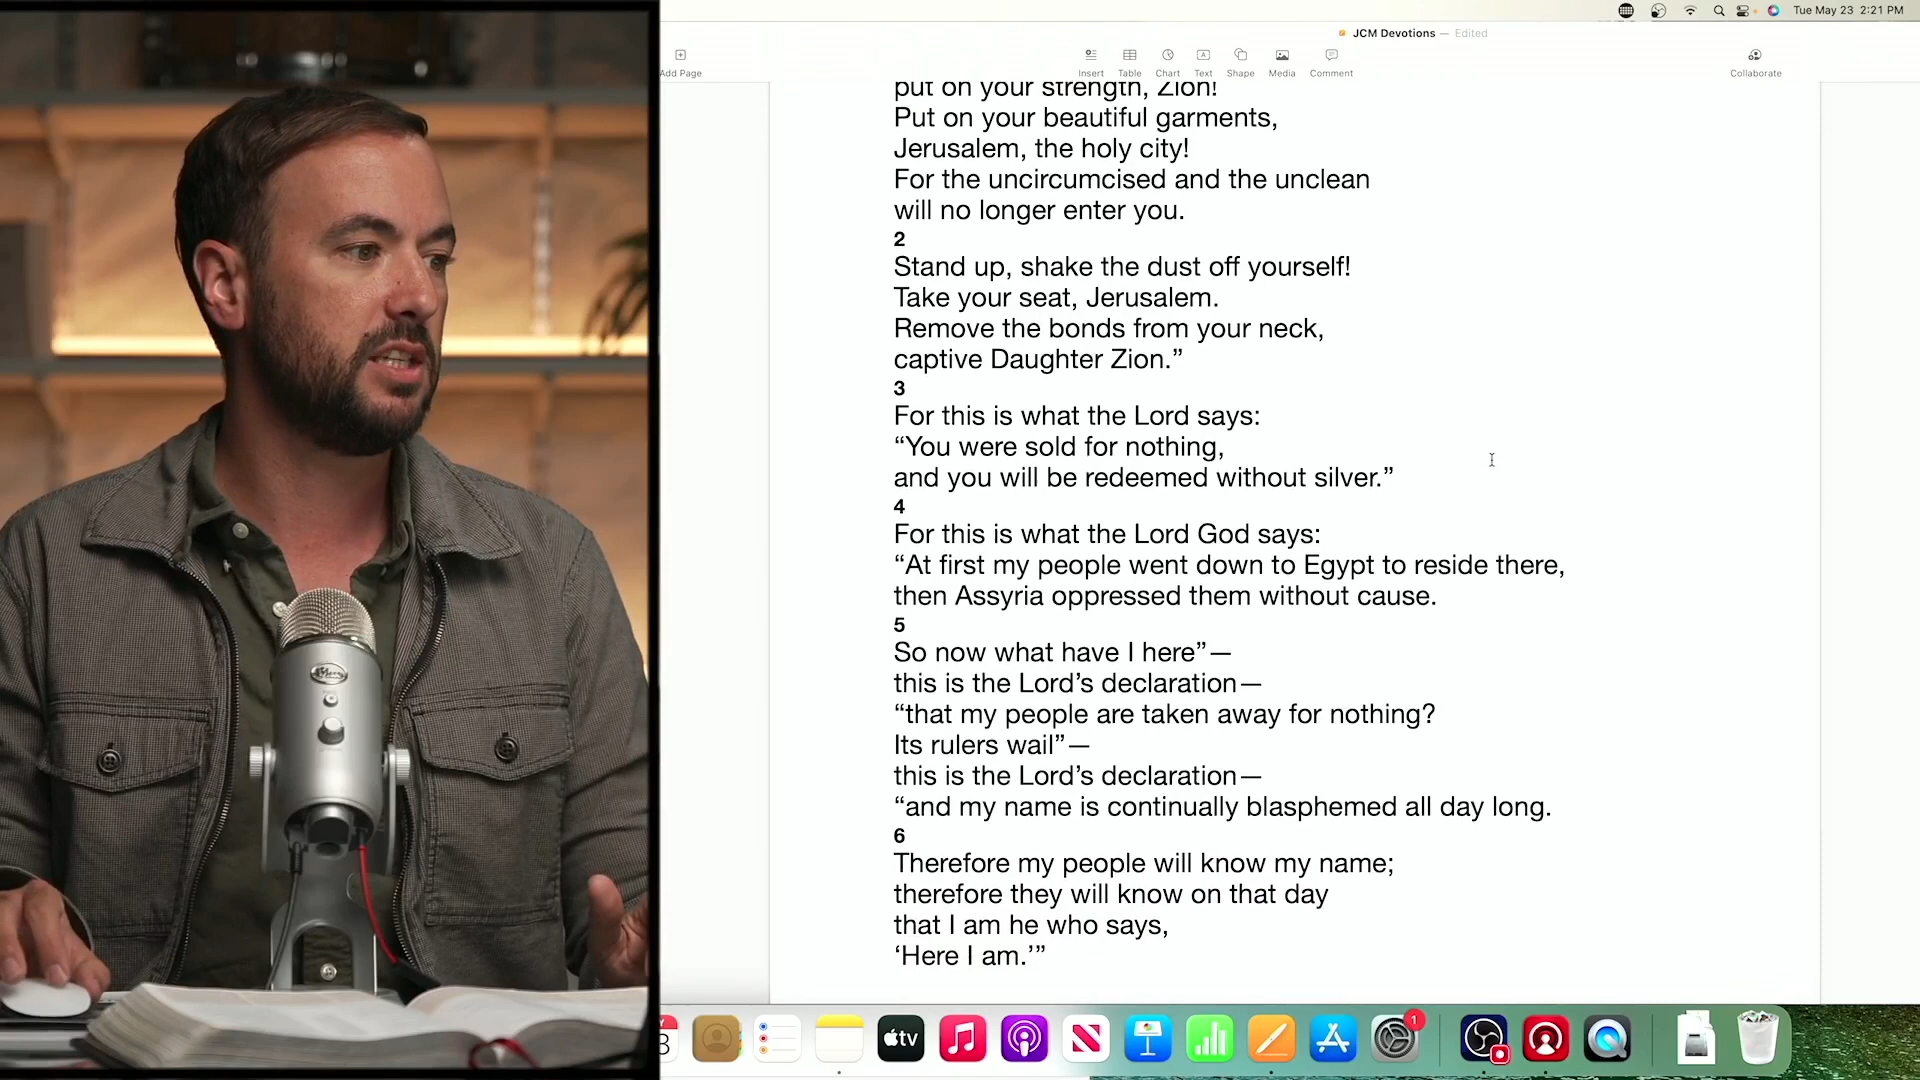 Tue May 23 2:21 PM
JCM Devotions — Edited
Add Page
Insert
Table
Chart
Text
Shape
Media
Comment
Collaborate
put on your strength, Zion!
Put on your beautiful garments,
Jerusalem, the holy city!
For the uncircumcised and the unclean
will no longer enter you.
2
Stand up, shake the dust off yourself!
Take your seat, Jerusalem.
Remove the bonds from your neck,
captive Daughter Zion.”
3
For this is what the Lord says:
“You were sold for nothing,
and you will be redeemed without silver.”
4
For this is what the Lord God says:
“At first my people went down to Egypt to reside there,
then Assyria oppressed them without cause.
5
So now what have I here”—
this is the Lord’s declaration—
“that my people are taken away for nothing?
Its rulers wail”—
this is the Lord’s declaration—
“and my name is continually blasphemed all day long.
6
Therefore my people will know my name;
therefore they will know on that day
that I am he who says,
‘Here I am.’”
tv
1